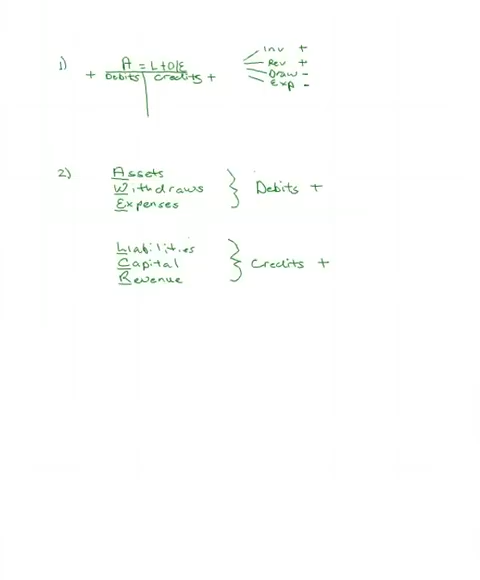 1) A = L + O/E
+ Debits Credits +
Inv +
Rev +
Draw -
Exp -
2) Assets
Withdraws
Expenses
Debits +
Liabilities
Capital
Revenue
Credits +